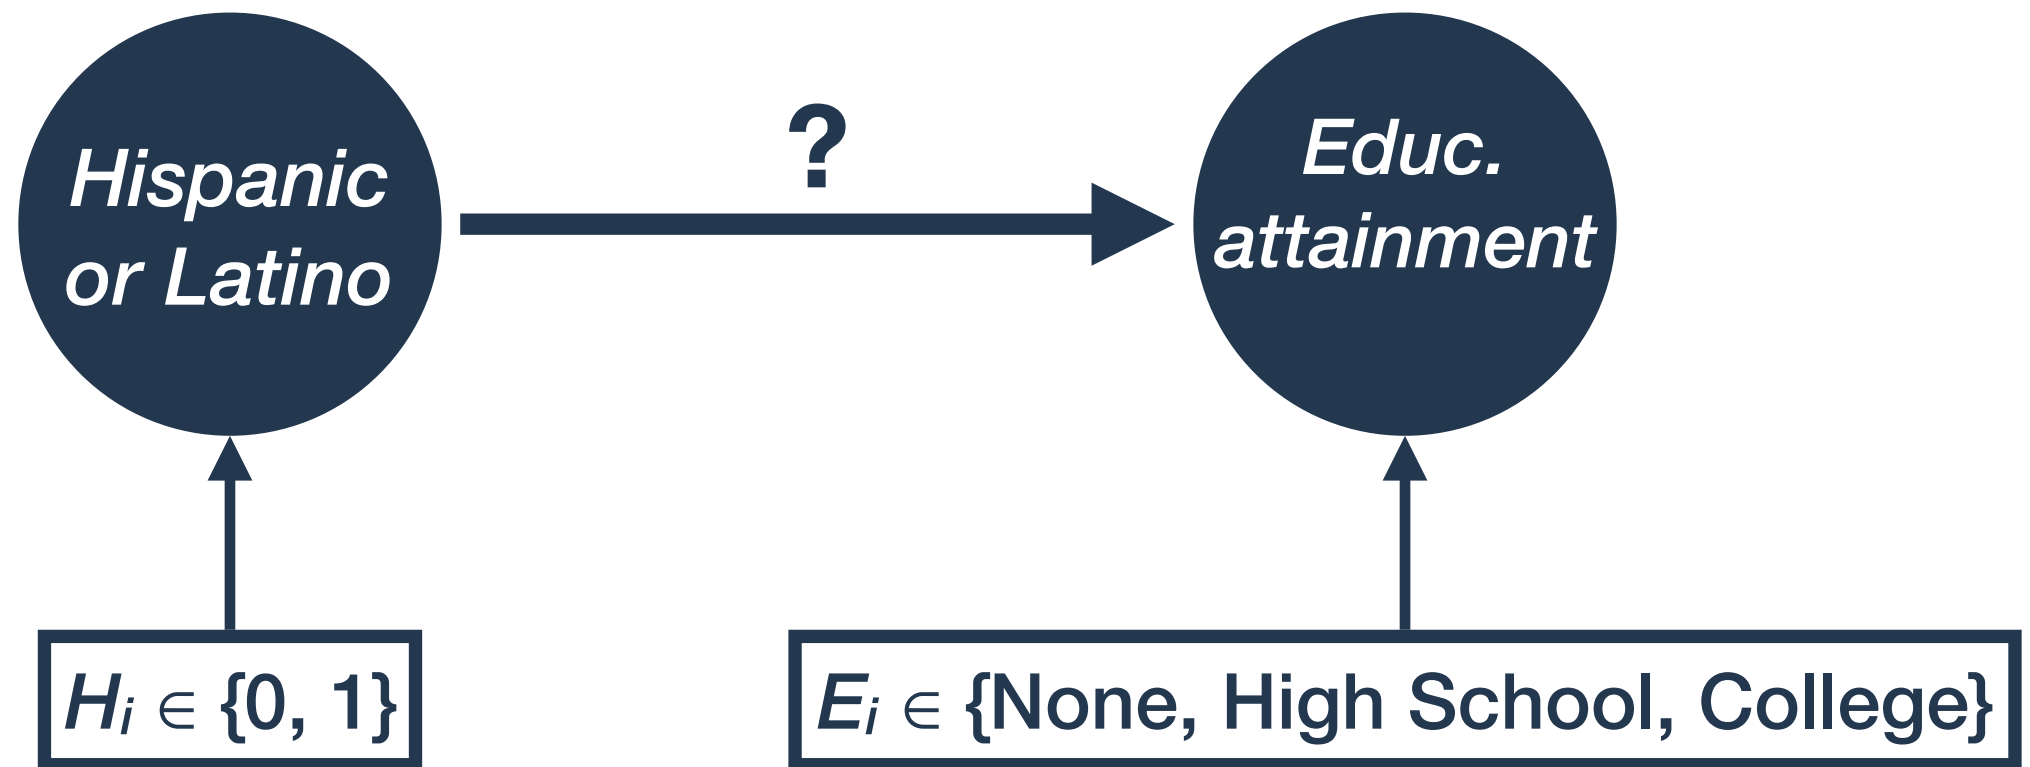 Hispanic
or Latino
?
Educ.
attainment
Hᵢ ∈ {0, 1}
Eᵢ ∈ {None, High School, College}